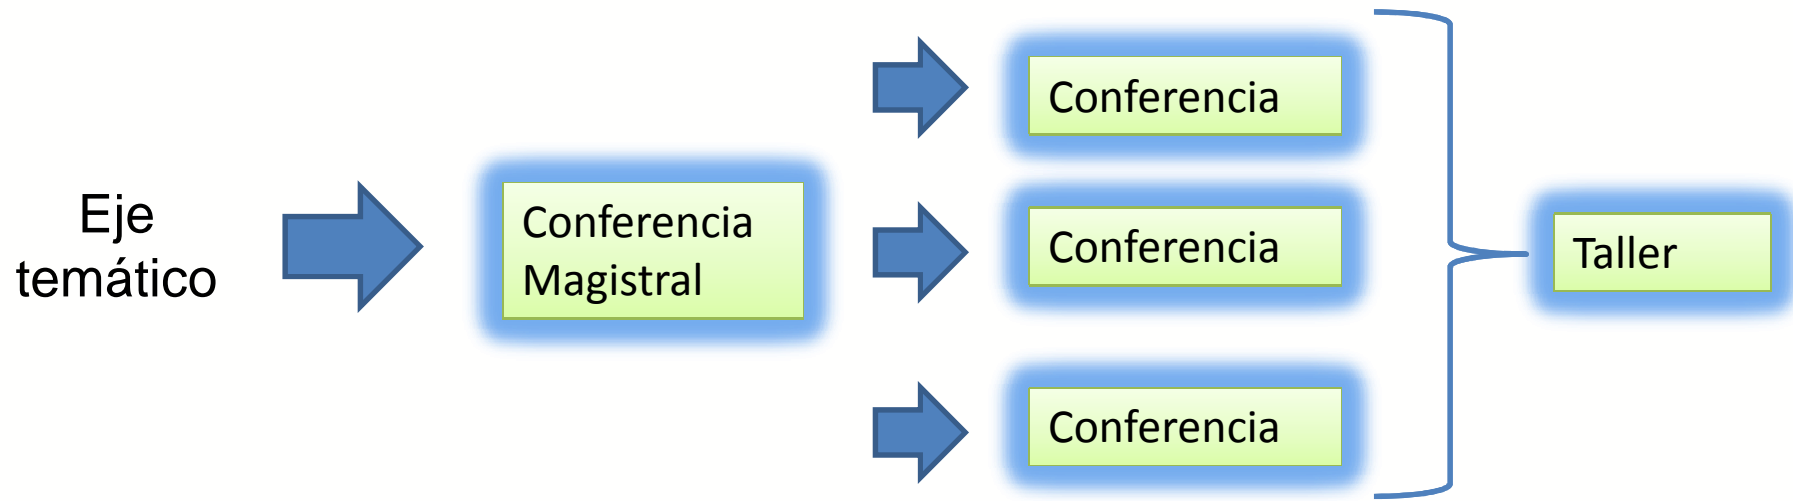 Eje
temático
Conferencia
Magistral
Conferencia
Conferencia
Conferencia
Taller